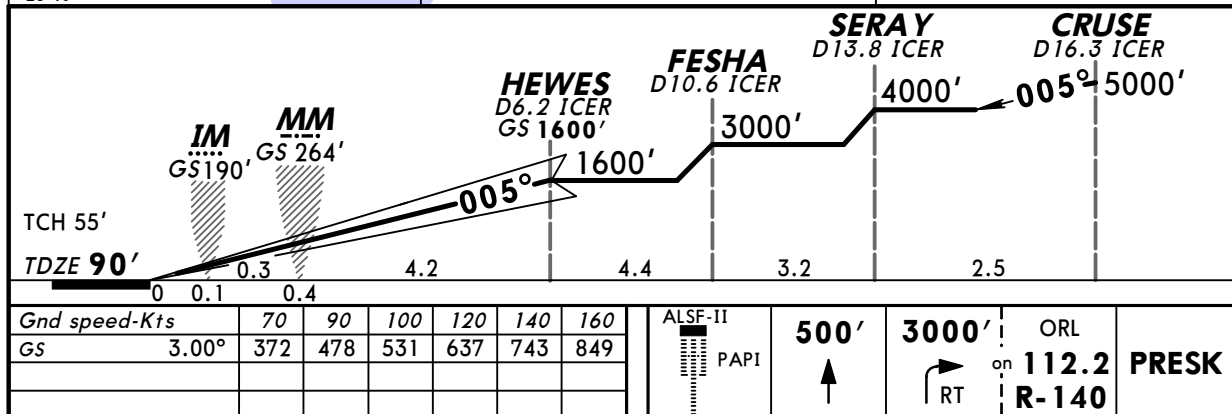 SERAY CRUSE
D13.8 ICER D16.3 ICER
FESHA
D10.6 ICER
HEWES
D6.2 ICER
GS 1600'
4000' 005° 5000'
3000'
IM MM
GS 190' GS 264'
1600'
005°
TCH 55'
TDZE 90'
0.3 4.2 4.4 3.2 2.5
0 0.1 0.4
Gnd speed-Kts 70 90 100 120 140 160
GS 3.00° 372 478 531 637 743 849
ALSF-II
PAPI
500'
3000'
RT
ORL
on 112.2
R-140
PRESK